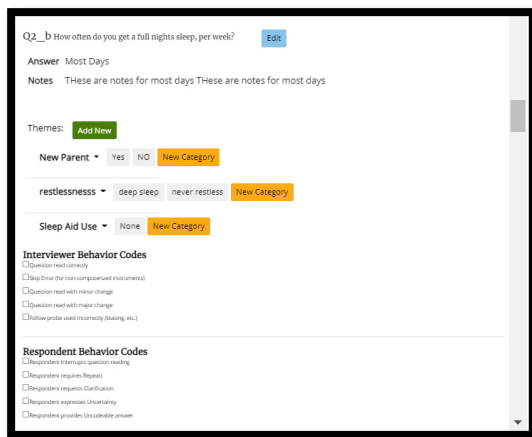 Q2_b How often do you get a full nights sleep, per week? Edit
Answer Most Days
Notes THese are notes for most days THese are notes for most days
Themes: Add New
New Parent Yes NO New Category
restlessnesss deep sleep never restless New Category
Sleep Aid Use None New Category
Interviewer Behavior Codes
Question read correctly
Skip Error (for non-computerized instruments)
Question read with minor change
Question read with major change
Follow probe used incorrectly (biasing, etc.)
Respondent Behavior Codes
Respondent Interrupts question reading
Respondent requires Repeat)
Respondent requests Clarification
Respondent expresses Uncertainty
Respondent provides Uncodeable answer